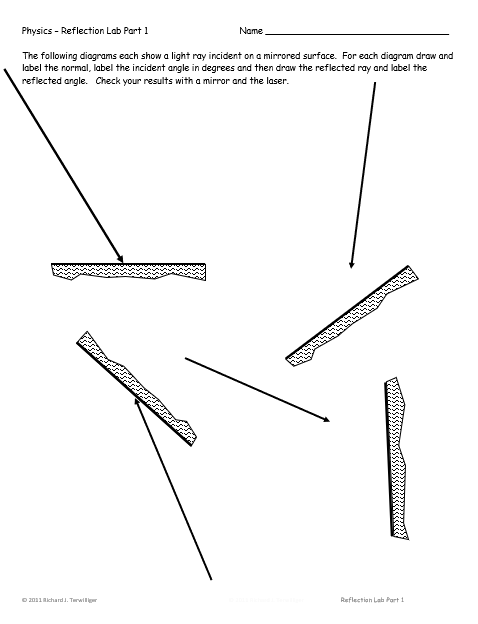 Physics – Reflection Lab Part 1 Name
The following diagrams each show a light ray incident on a mirrored surface. For each diagram draw and
label the normal, label the incident angle in degrees and then draw the reflected ray and label the
reflected angle. Check your results with a mirror and the laser.
© 2011 Richard J. Terwilliger Reflection Lab Part 1